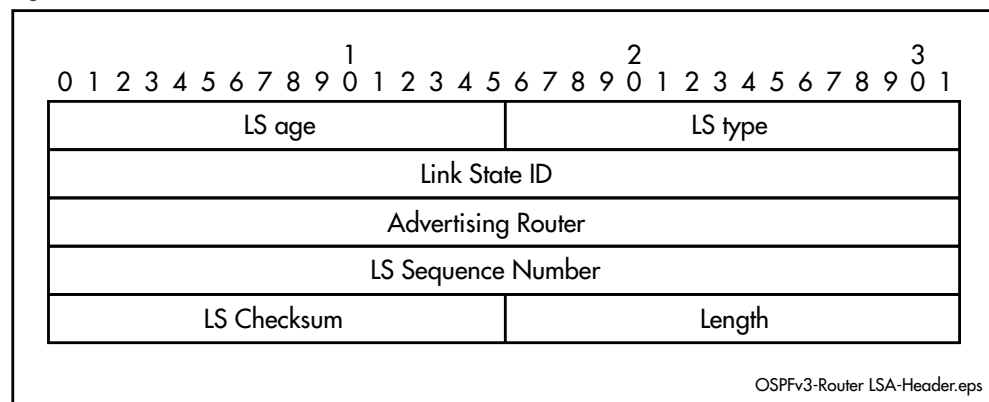 1 2 3
0 1 2 3 4 5 6 7 8 9 0 1 2 3 4 5 6 7 8 9 0 1 2 3 4 5 6 7 8 9 0 1
LS age LS type
Link State ID
Advertising Router
LS Sequence Number
LS Checksum Length
OSPFv3-Router LSA-Header.eps